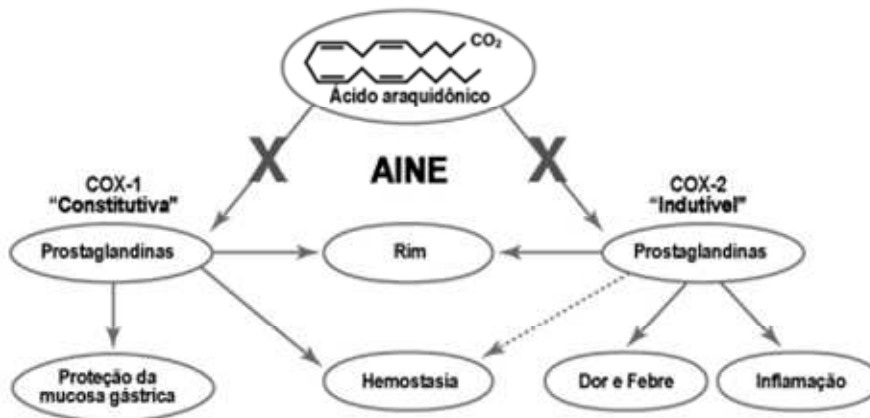 CO₂
Ácido araquidônico
AINE
COX-1
"Constitutiva"
COX-2
"Indutível"
X
X
Prostaglandinas
Rim
Prostaglandinas
Proteção da
mucosa gástrica
Hemostasia
Dor e Febre
Inflamação